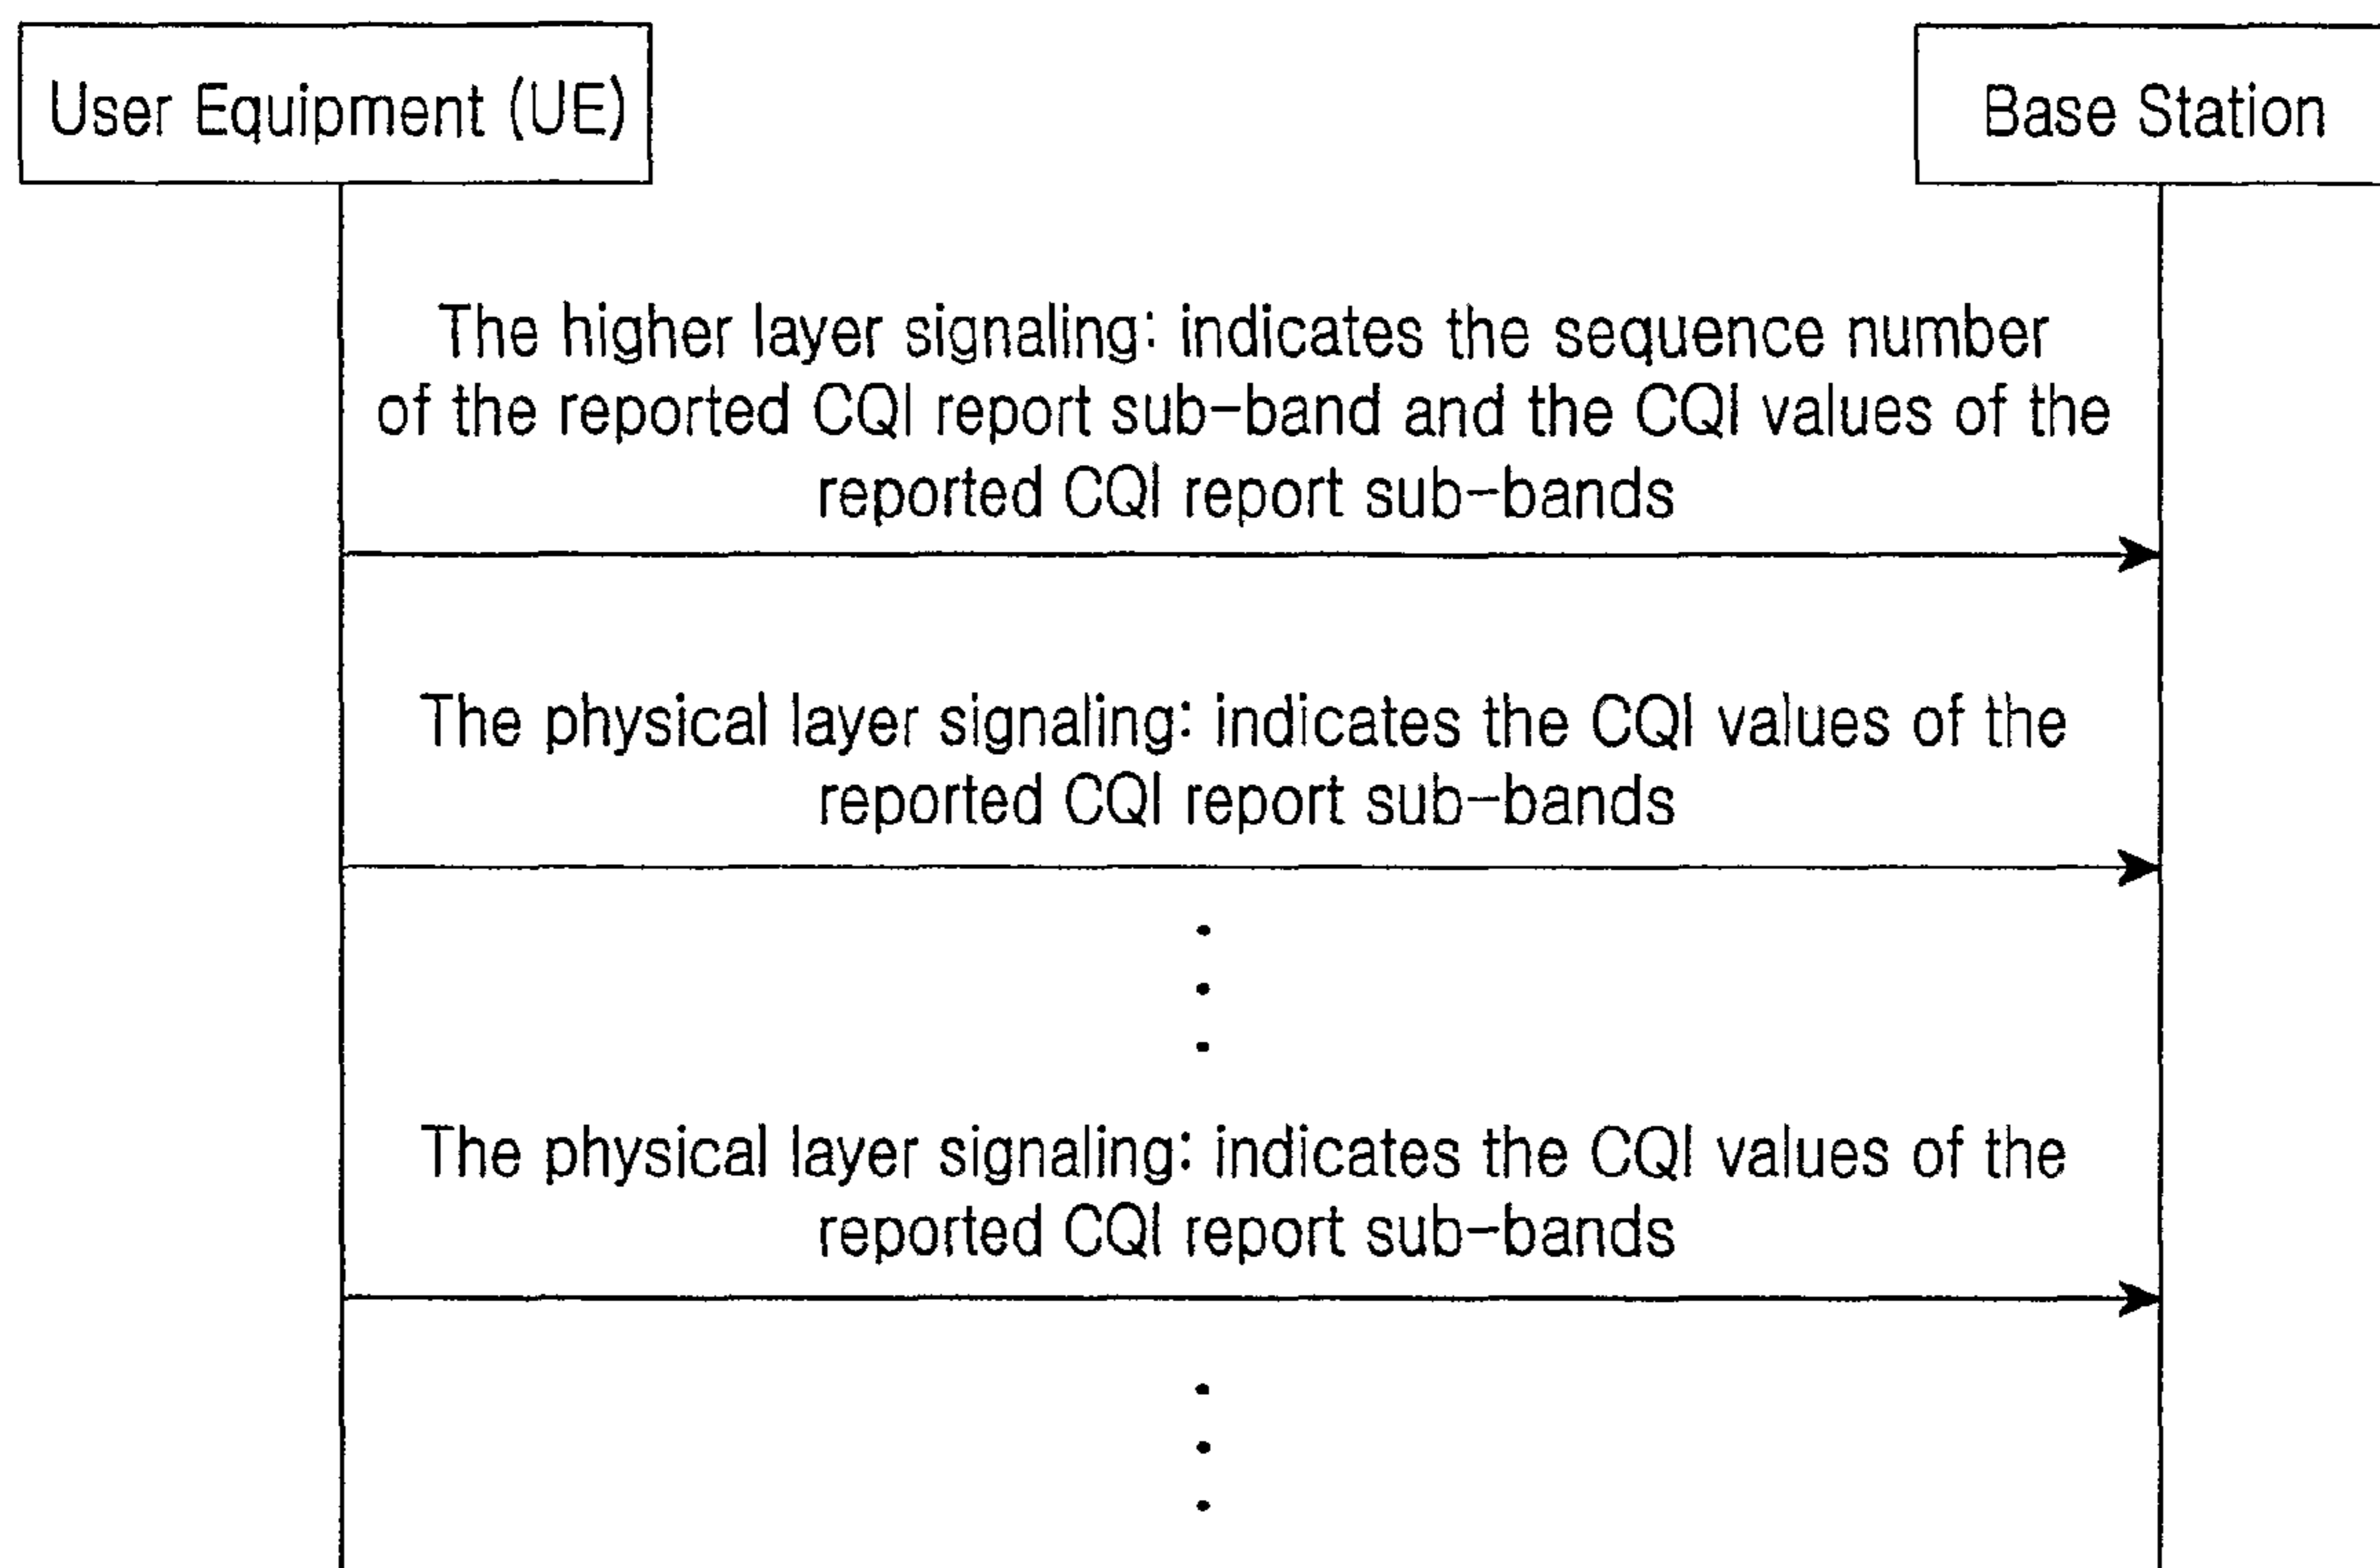 User Equipment (UE)
Base Station
The higher layer signaling: indicates the sequence number
of the reported CQI report sub-band and the CQI values of the
reported CQI report sub-bands
The physical layer signaling: indicates the CQI values of the
reported CQI report sub-bands
The physical layer signaling: indicates the CQI values of the
reported CQI report sub-bands